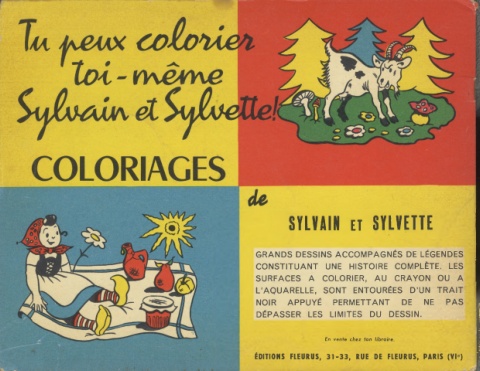 Tu peux colorier
toi-même
Sylvain et Sylvette!
COLORIAGES
de
SYLVAIN ET SYLVETTE
GRANDS DESSINS ACCOMPAGNÉS DE LÉGENDES
CONSTITUANT UNE HISTOIRE COMPLÈTE. LES
SURFACES A COLORIER, AU CRAYON OU A
L'AQUARELLE, SONT ENTOURÉES D'UN TRAIT
NOIR APPUYÉ PERMETTANT DE NE PAS
DÉPASSER LES LIMITES DU DESSIN.
En vente chez ton libraire.
ÉDITIONS FLEURUS, 31-33, RUE DE FLEURUS, PARIS (VIe)